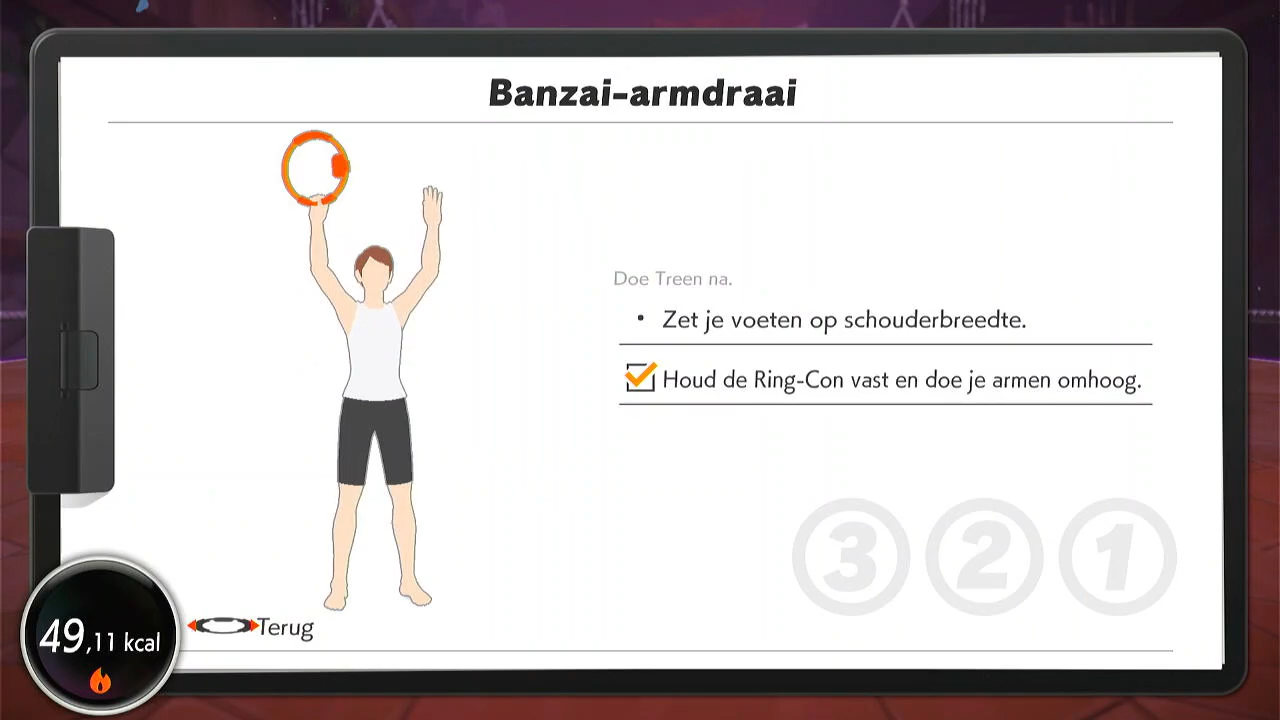 Banzai-armdraai
Doe Treen na.
• Zet je voeten op schouderbreedte.
Houd de Ring-Con vast en doe je armen omhoog.
3 2 1
Terug
49,11 kcal